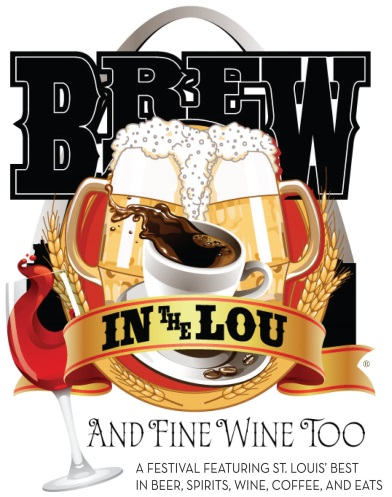 BREW
IN THE LOU
®
AND FINE WINE TOO
A FESTIVAL FEATURING ST. LOUIS' BEST
IN BEER, SPIRITS, WINE, COFFEE, AND EATS